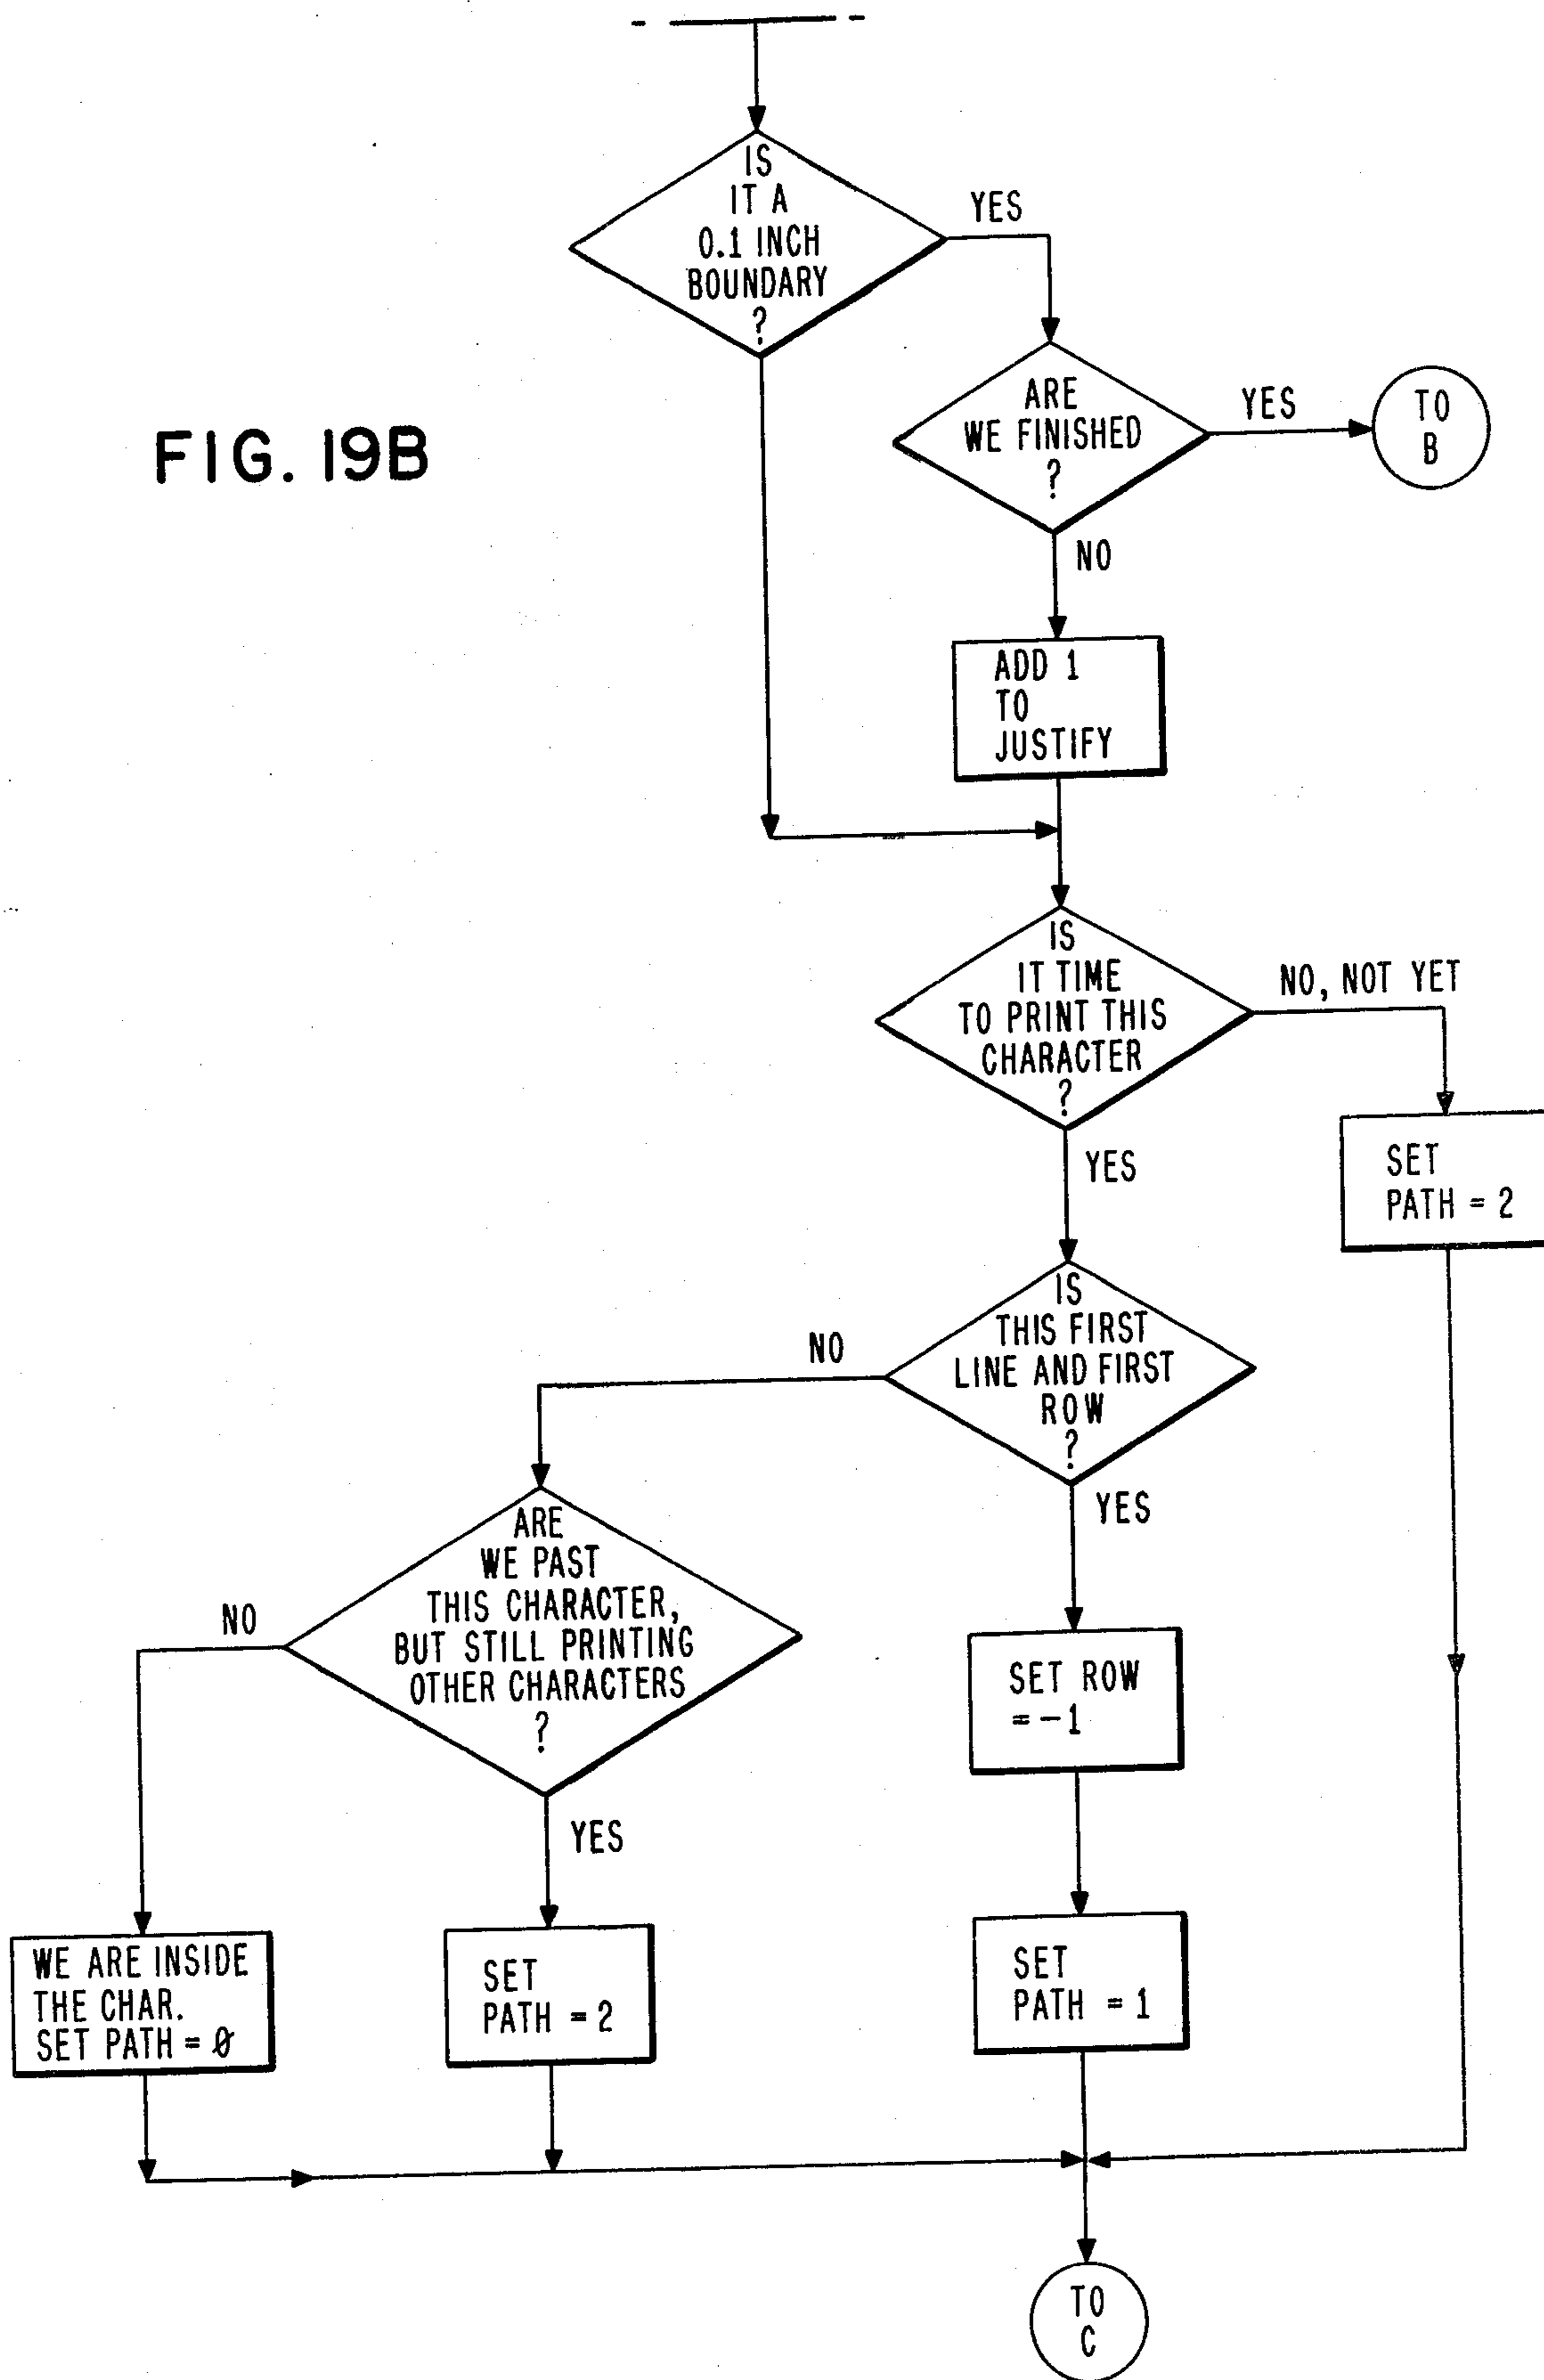 IS
IT A
0.1 INCH
BOUNDARY
?
YES
ARE
WE FINISHED
?
YES
TO
B
FIG. 19B
NO
ADD 1
TO
JUSTIFY
IS
IT TIME
TO PRINT THIS
CHARACTER
?
NO, NOT YET
SET
PATH = 2
YES
IS
THIS FIRST
LINE AND FIRST
ROW
?
NO
YES
ARE
WE PAST
THIS CHARACTER,
BUT STILL PRINTING
OTHER CHARACTERS
?
NO
YES
SET ROW
= -1
WE ARE INSIDE
THE CHAR.
SET PATH = 0
SET
PATH = 2
SET
PATH = 1
TO
C